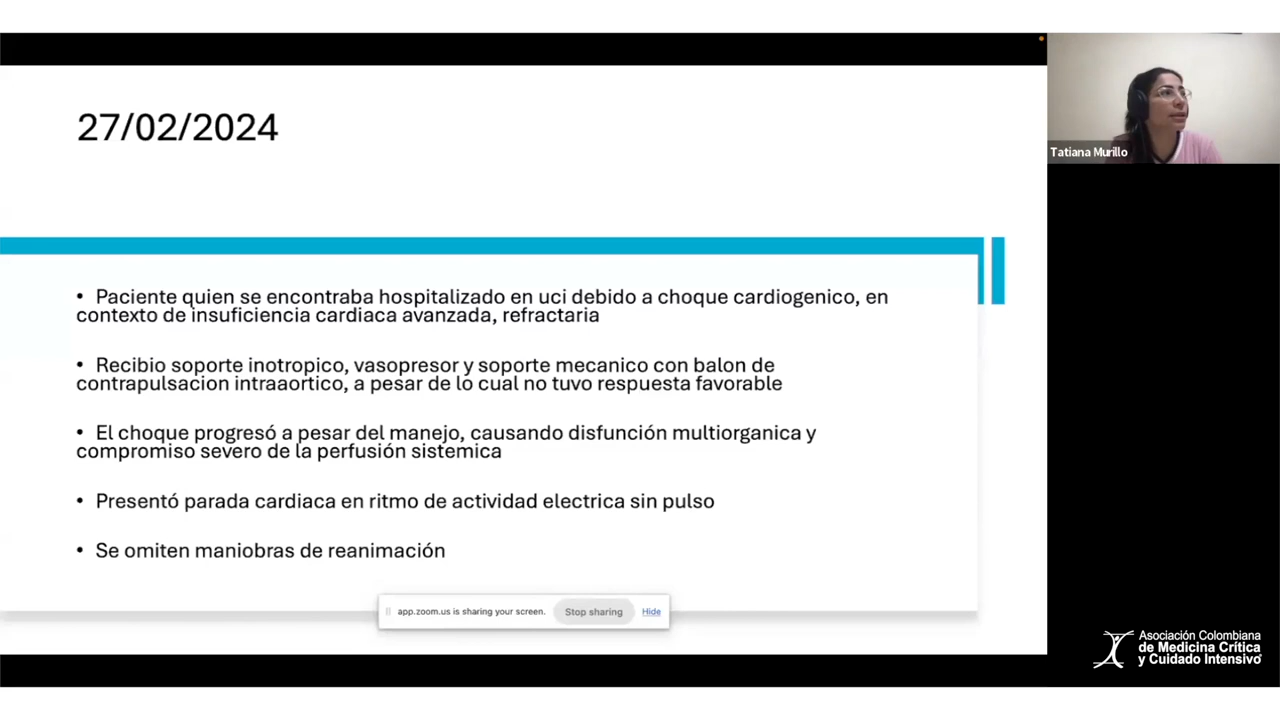 27/02/2024
• Paciente quien se encontraba hospitalizado en uci debido a choque cardiogenico, en
contexto de insuficiencia cardiaca avanzada, refractaria
• Recibio soporte inotropico, vasopresor y soporte mecanico con balon de
contrapulsacion intraaortico, a pesar de lo cual no tuvo respuesta favorable
• El choque progresó a pesar del manejo, causando disfunción multiorganica y
compromiso severo de la perfusión sistemica
• Presentó parada cardiaca en ritmo de actividad electrica sin pulso
• Se omiten maniobras de reanimación
app.zoom.us is sharing your screen.
Stop sharing
Hide
Tatiana Murillo
Asociación Colombiana
de Medicina Crítica
y Cuidado Intensivo